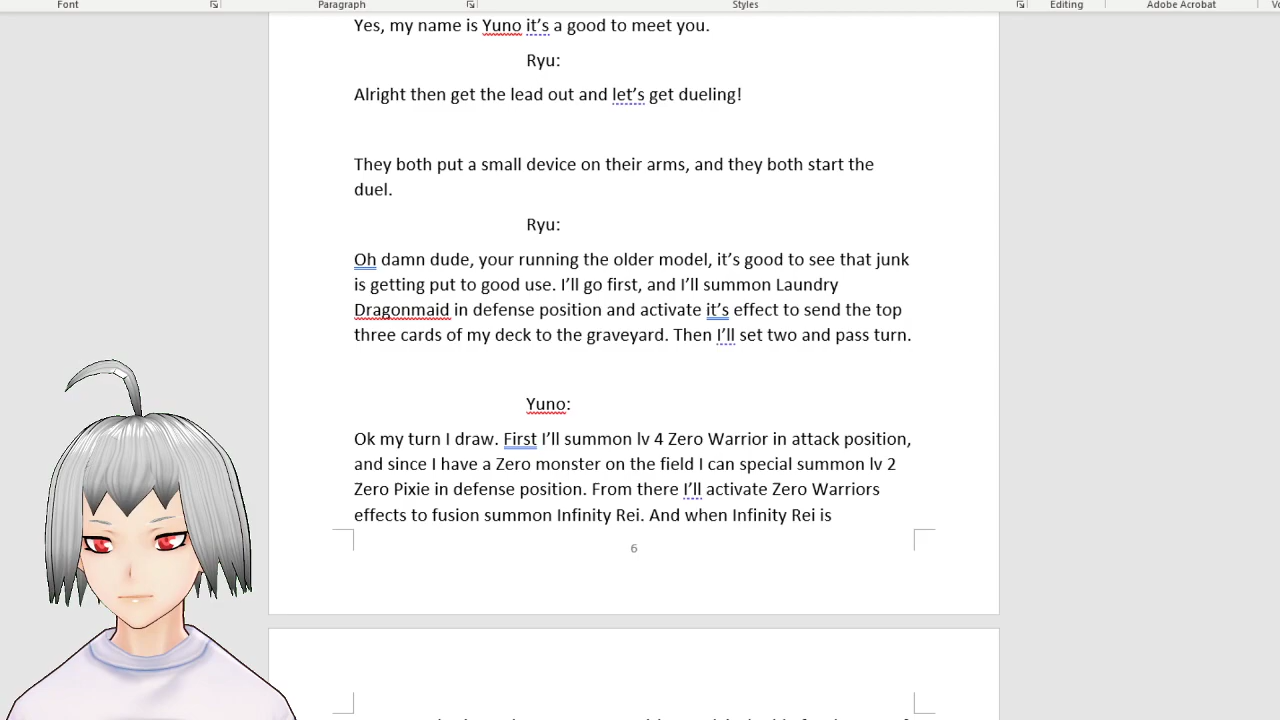 Font
Paragraph
Styles
Editing
Adobe Acrobat
Yes, my name is Yuno it's a good to meet you.
Ryu:
Alright then get the lead out and let's get dueling!
They both put a small device on their arms, and they both start the
duel.
Ryu:
Oh damn dude, your running the older model, it's good to see that junk
is getting put to good use. I'll go first, and I'll summon Laundry
Dragonmaid in defense position and activate it's effect to send the top
three cards of my deck to the graveyard. Then I'll set two and pass turn.
Yuno:
Ok my turn I draw. First I'll summon lv 4 Zero Warrior in attack position,
and since I have a Zero monster on the field I can special summon lv 2
Zero Pixie in defense position. From there I'll activate Zero Warriors
effects to fusion summon Infinity Rei. And when Infinity Rei is
6